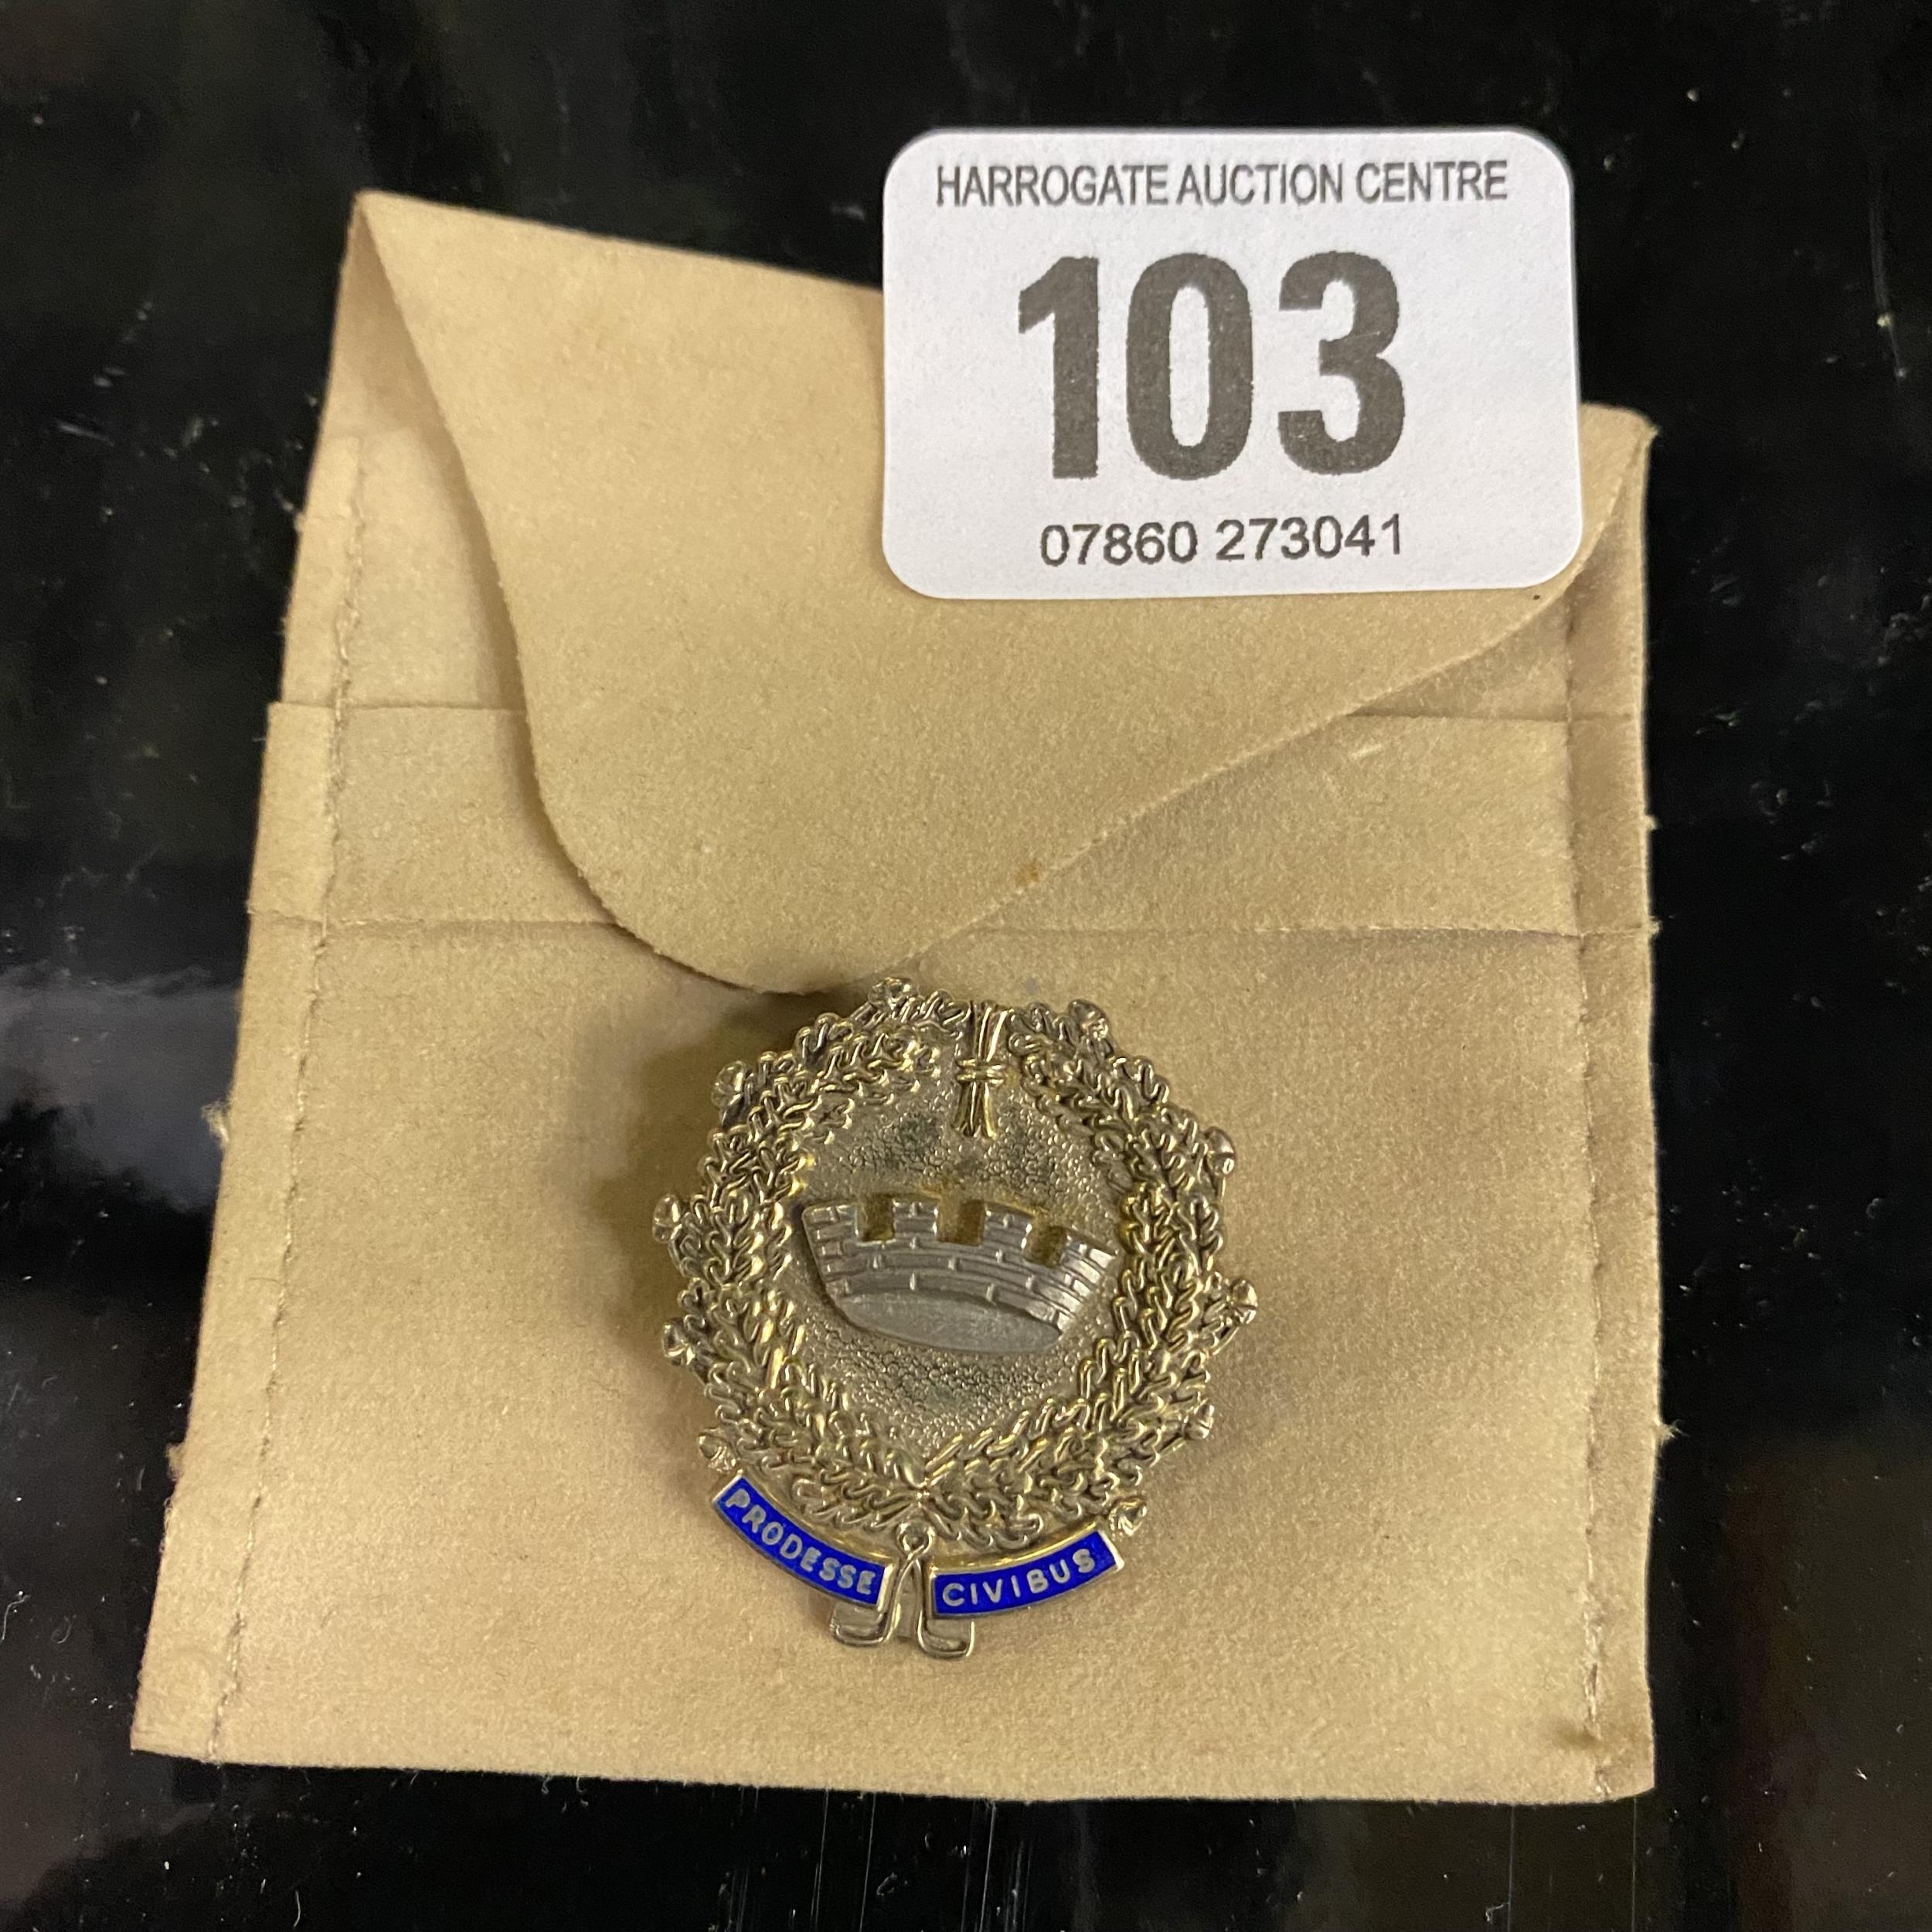 HARROGATE AUCTION CENTRE
103
07860 273041
PRODESSE CIVIBUS